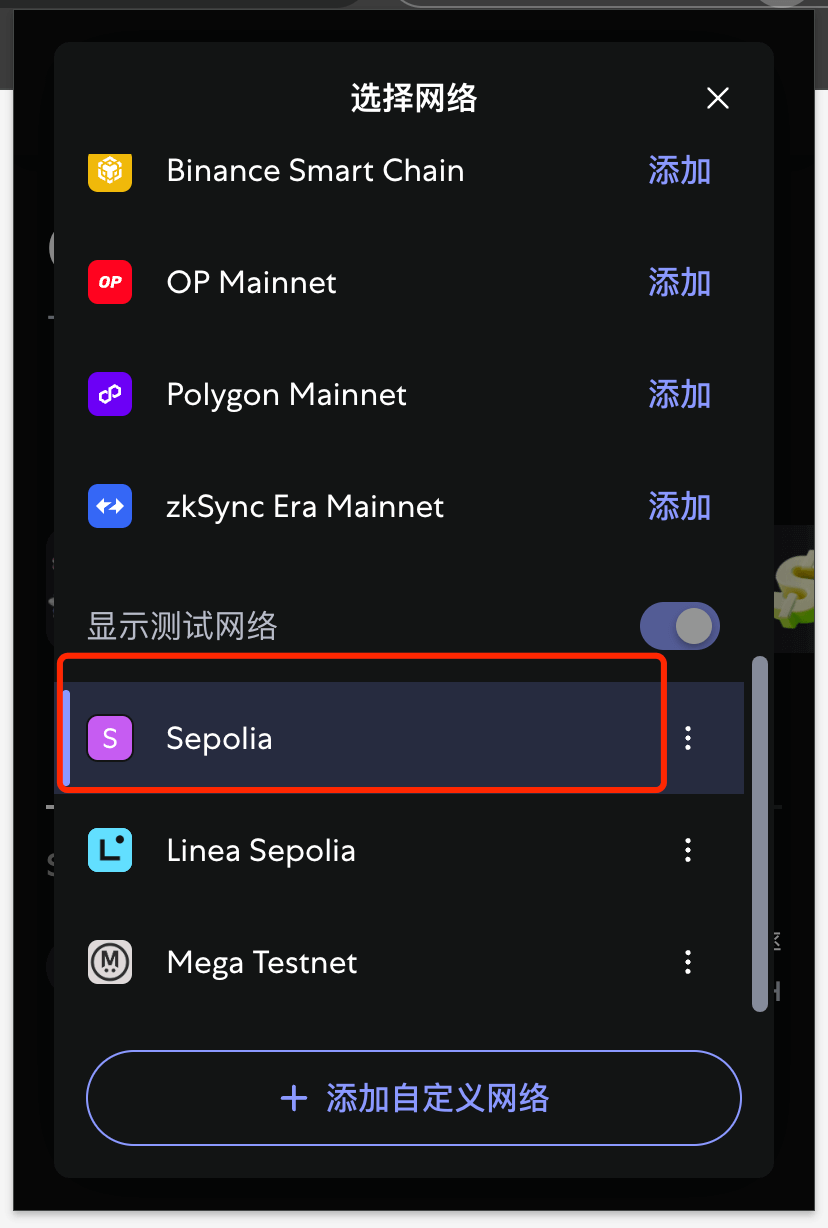 选择网络
Binance Smart Chain 添加
OP OP Mainnet 添加
Polygon Mainnet 添加
zkSync Era Mainnet 添加
显示测试网络
S Sepolia
L Linea Sepolia
M Mega Testnet
+ 添加自定义网络